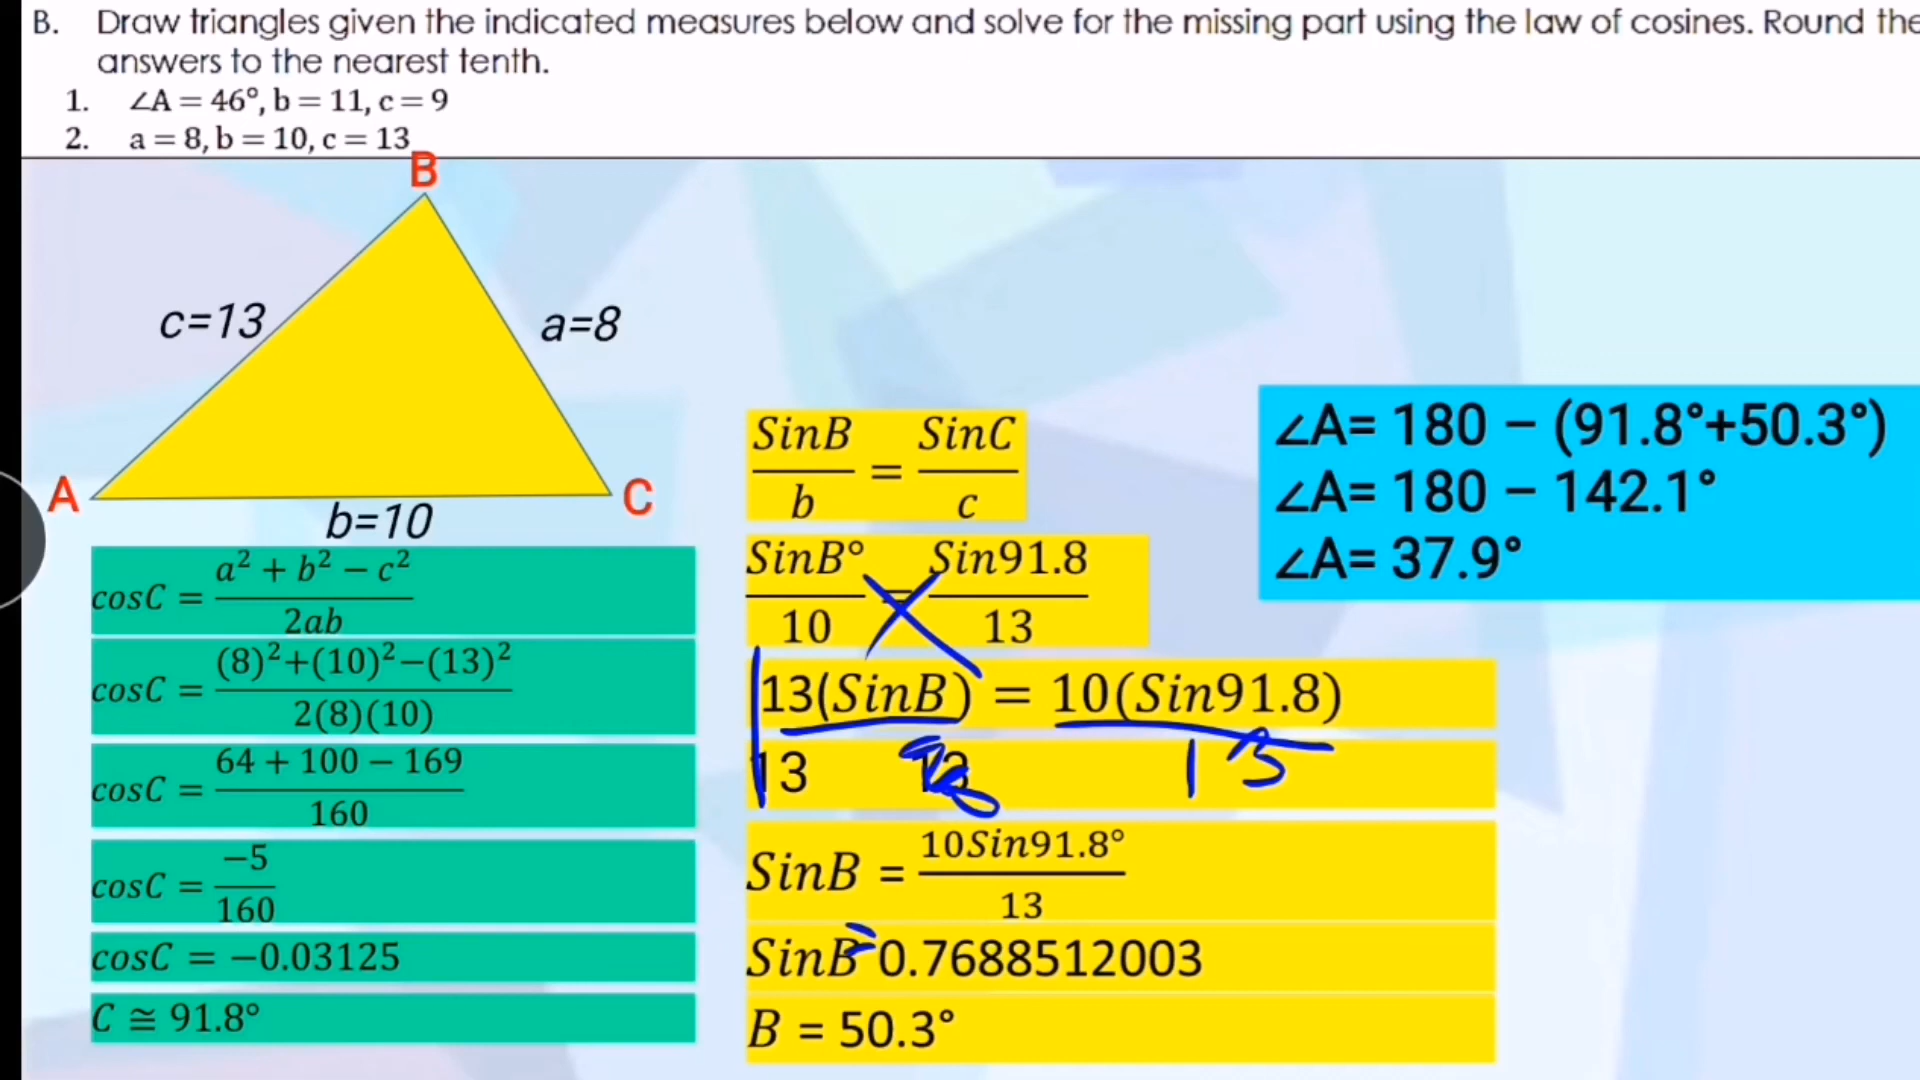 B. Draw triangles given the indicated measures below and solve for the missing part using the law of cosines. Round the
answers to the nearest tenth.
1. ∠A = 46°, b = 11, c = 9
2. a = 8, b = 10, c = 13
B
c=13
a=8
A
C
b=10
cosC = (a² + b² − c²)/(2ab)
cosC = ((8)²+(10)²−(13)²)/(2(8)(10))
cosC = (64 + 100 − 169)/160
cosC = −5/160
cosC = −0.03125
C ≅ 91.8°
SinB/b = SinC/c
SinB°/10 = Sin91.8/13
13(SinB) = 10(Sin91.8)
13 13 13
SinB = 10Sin91.8°/13
SinB = 0.7688512003
B = 50.3°
∠A= 180 − (91.8°+50.3°)
∠A= 180 − 142.1°
∠A= 37.9°